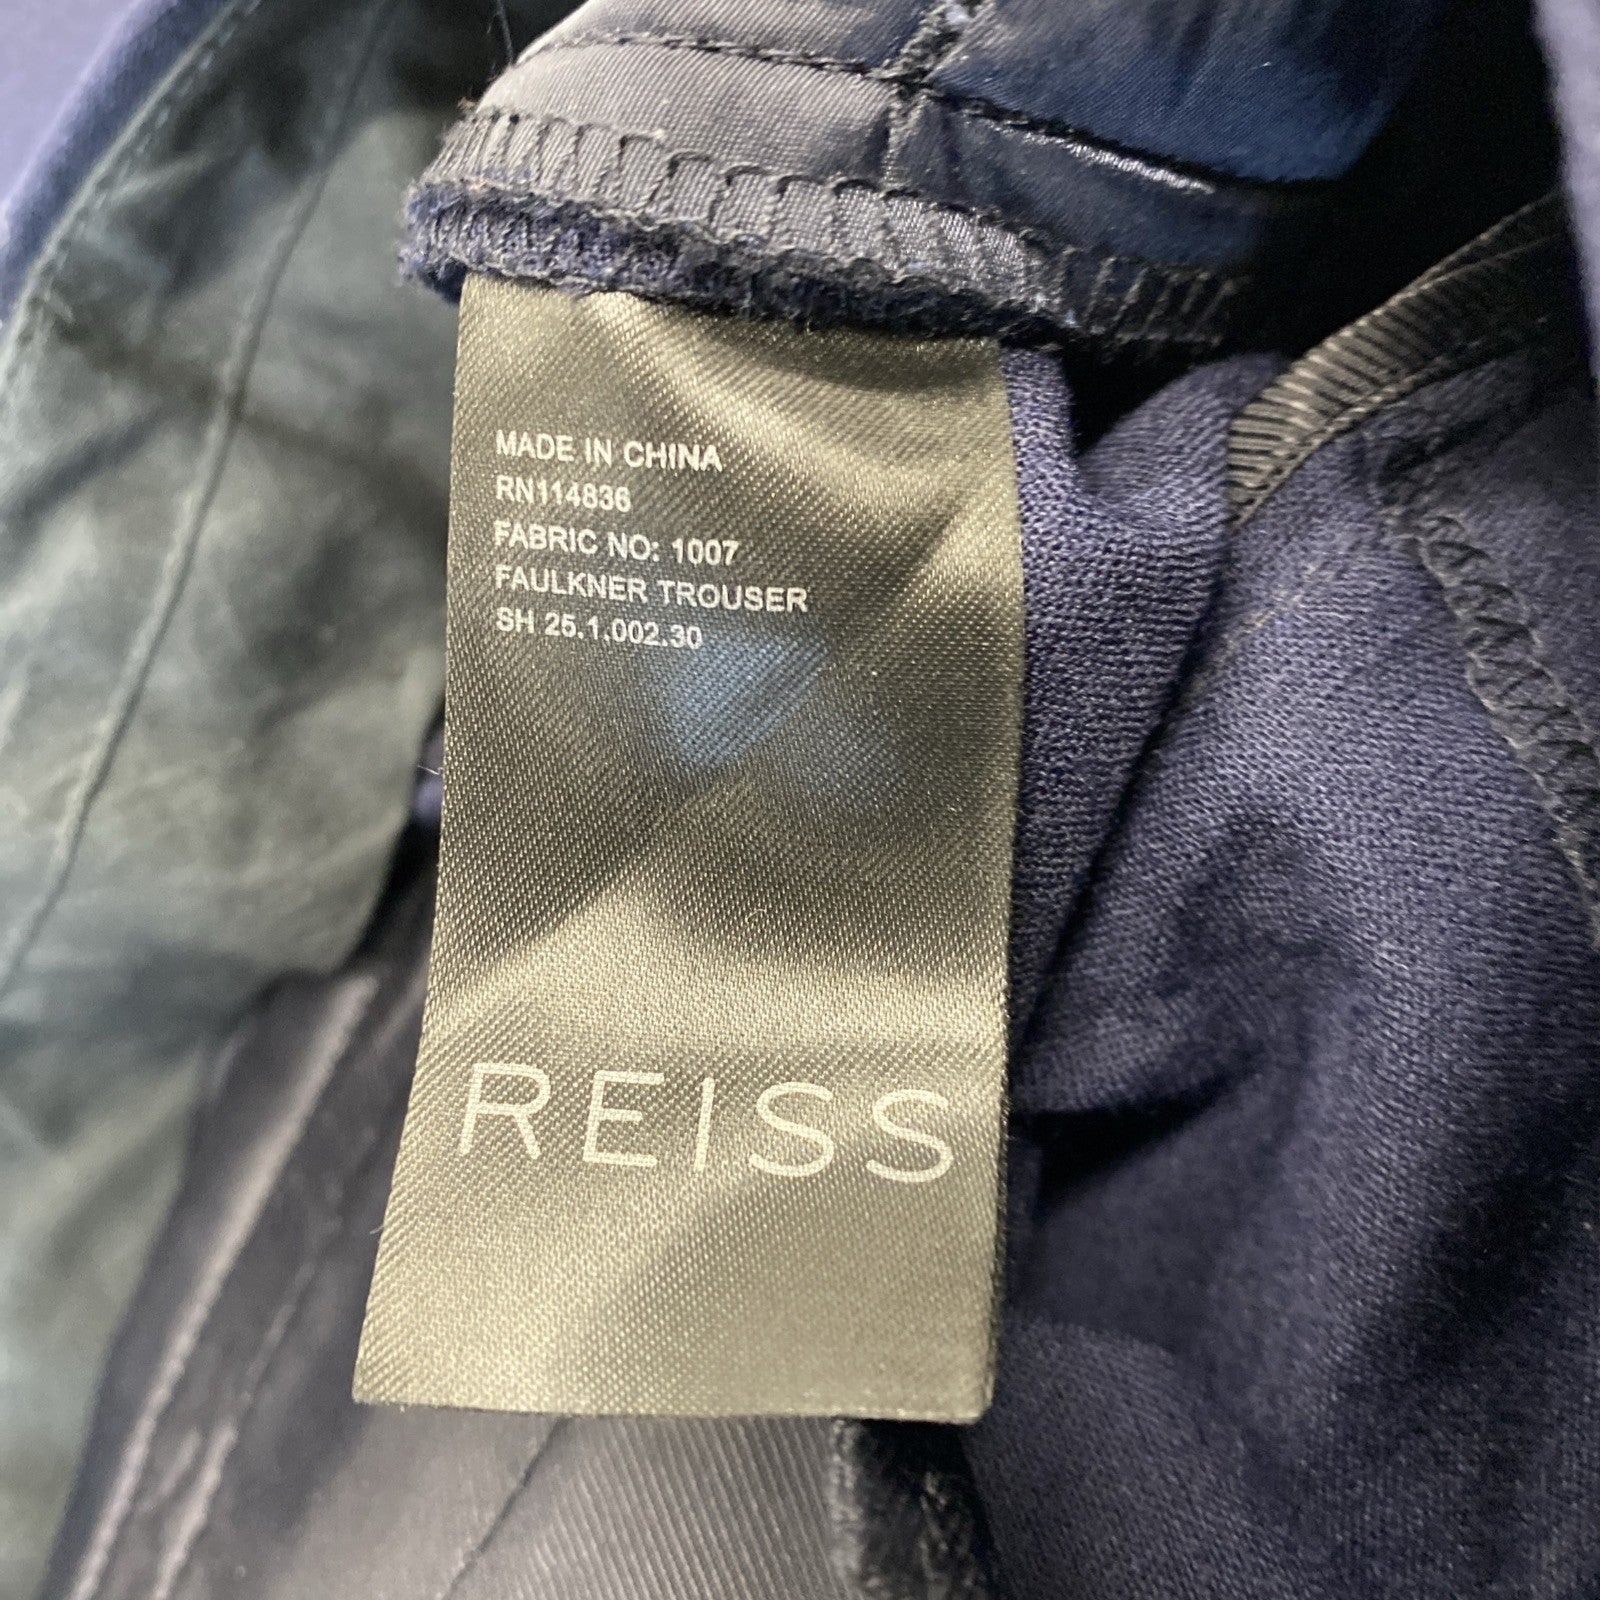 MADE IN CHINA
RN114836
FABRIC NO: 1007
FAULKNER TROUSER
SH 25.1.002.30
REISS